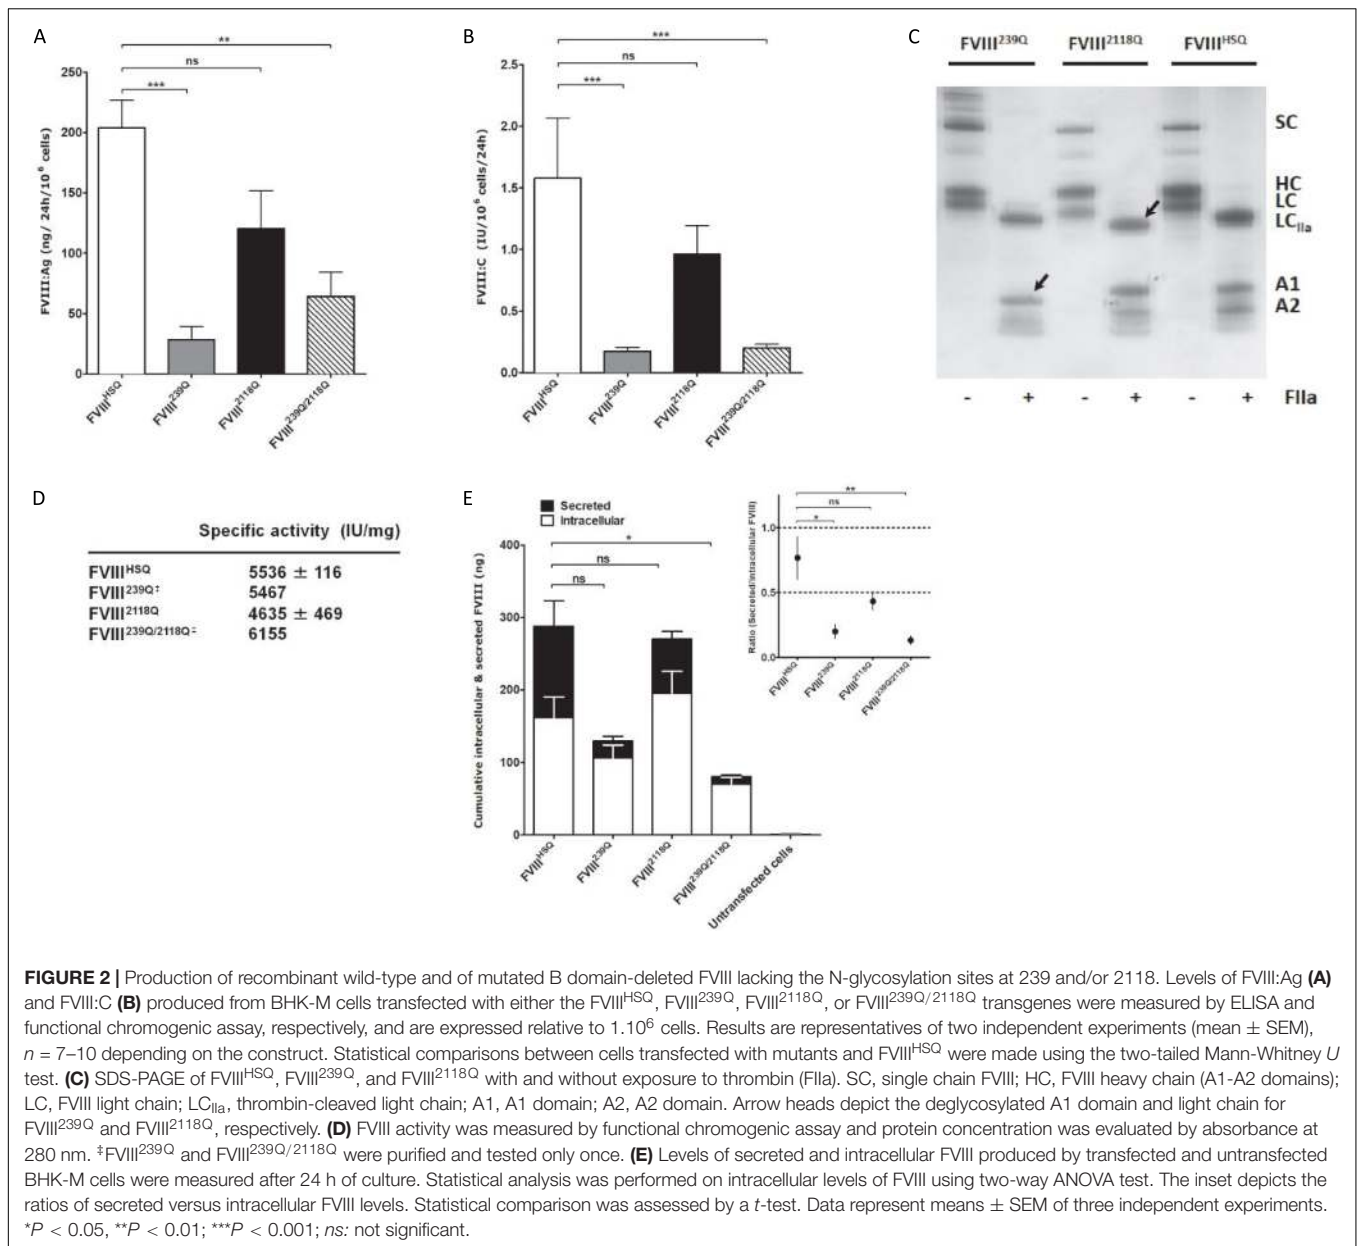 A
**
ns
***
FVIII:Ag (ng/ 24h/10⁶ cells)
250
200
150
100
50
0
FVIII^HSQ
FVIII^239Q
FVIII^2118Q
FVIII^239Q/2118Q
B
***
ns
***
FVIII:C (IU/10⁶ cells/24h)
2.5
2.0
1.5
1.0
0.5
0.0
FVIII^HSQ
FVIII^239Q
FVIII^2118Q
FVIII^239Q/2118Q
C
FVIII^239Q FVIII^2118Q FVIII^HSQ
SC
HC
LC
LC_IIa
A1
A2
- + - + - + FIIa
D
Specific activity (IU/mg)
FVIII^HSQ 5536 ± 116
FVIII^239Q‡ 5467
FVIII^2118Q 4635 ± 469
FVIII^239Q/2118Q‡ 6155
E
Secreted
Intracellular
*
ns
ns
Cumulative intracellular & secreted FVIII (ng)
400
300
200
100
0
FVIII^HSQ
FVIII^239Q
FVIII^2118Q
FVIII^239Q/2118Q
Untransfected cells
**
ns
*
Ratio (Secreted/intracellular FVIII)
1.0
0.5
0.0
FVIII^HSQ
FVIII^239Q
FVIII^2118Q
FVIII^239Q/2118Q
FIGURE 2 | Production of recombinant wild-type and of mutated B domain-deleted FVIII lacking the N-glycosylation sites at 239 and/or 2118. Levels of FVIII:Ag (A)
and FVIII:C (B) produced from BHK-M cells transfected with either the FVIII^HSQ, FVIII^239Q, FVIII^2118Q, or FVIII^239Q/2118Q transgenes were measured by ELISA and
functional chromogenic assay, respectively, and are expressed relative to 1.10⁶ cells. Results are representatives of two independent experiments (mean ± SEM),
n = 7–10 depending on the construct. Statistical comparisons between cells transfected with mutants and FVIII^HSQ were made using the two-tailed Mann-Whitney U
test. (C) SDS-PAGE of FVIII^HSQ, FVIII^239Q, and FVIII^2118Q with and without exposure to thrombin (FIIa). SC, single chain FVIII; HC, FVIII heavy chain (A1-A2 domains);
LC, FVIII light chain; LC_IIa, thrombin-cleaved light chain; A1, A1 domain; A2, A2 domain. Arrow heads depict the deglycosylated A1 domain and light chain for
FVIII^239Q and FVIII^2118Q, respectively. (D) FVIII activity was measured by functional chromogenic assay and protein concentration was evaluated by absorbance at
280 nm. ‡FVIII^239Q and FVIII^239Q/2118Q were purified and tested only once. (E) Levels of secreted and intracellular FVIII produced by transfected and untransfected
BHK-M cells were measured after 24 h of culture. Statistical analysis was performed on intracellular levels of FVIII using two-way ANOVA test. The inset depicts the
ratios of secreted versus intracellular FVIII levels. Statistical comparison was assessed by a t-test. Data represent means ± SEM of three independent experiments.
*P < 0.05, **P < 0.01; ***P < 0.001; ns: not significant.